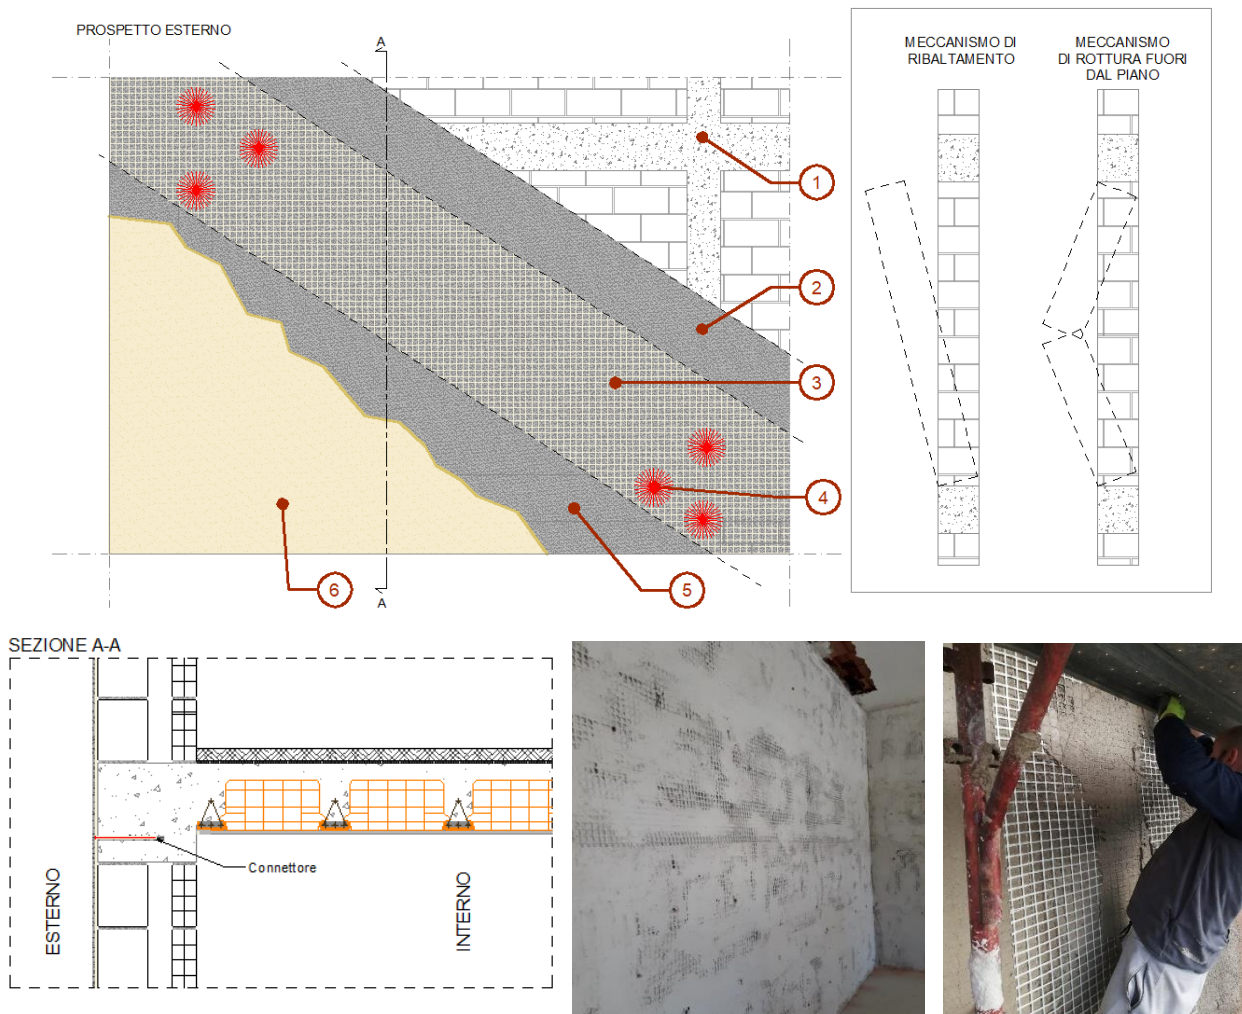 PROSPETTO ESTERNO
A
1
2
3
4
5
6
A
MECCANISMO DI
RIBALTAMENTO
MECCANISMO
DI ROTTURA FUORI
DAL PIANO
SEZIONE A-A
ESTERNO
Connettore
INTERNO